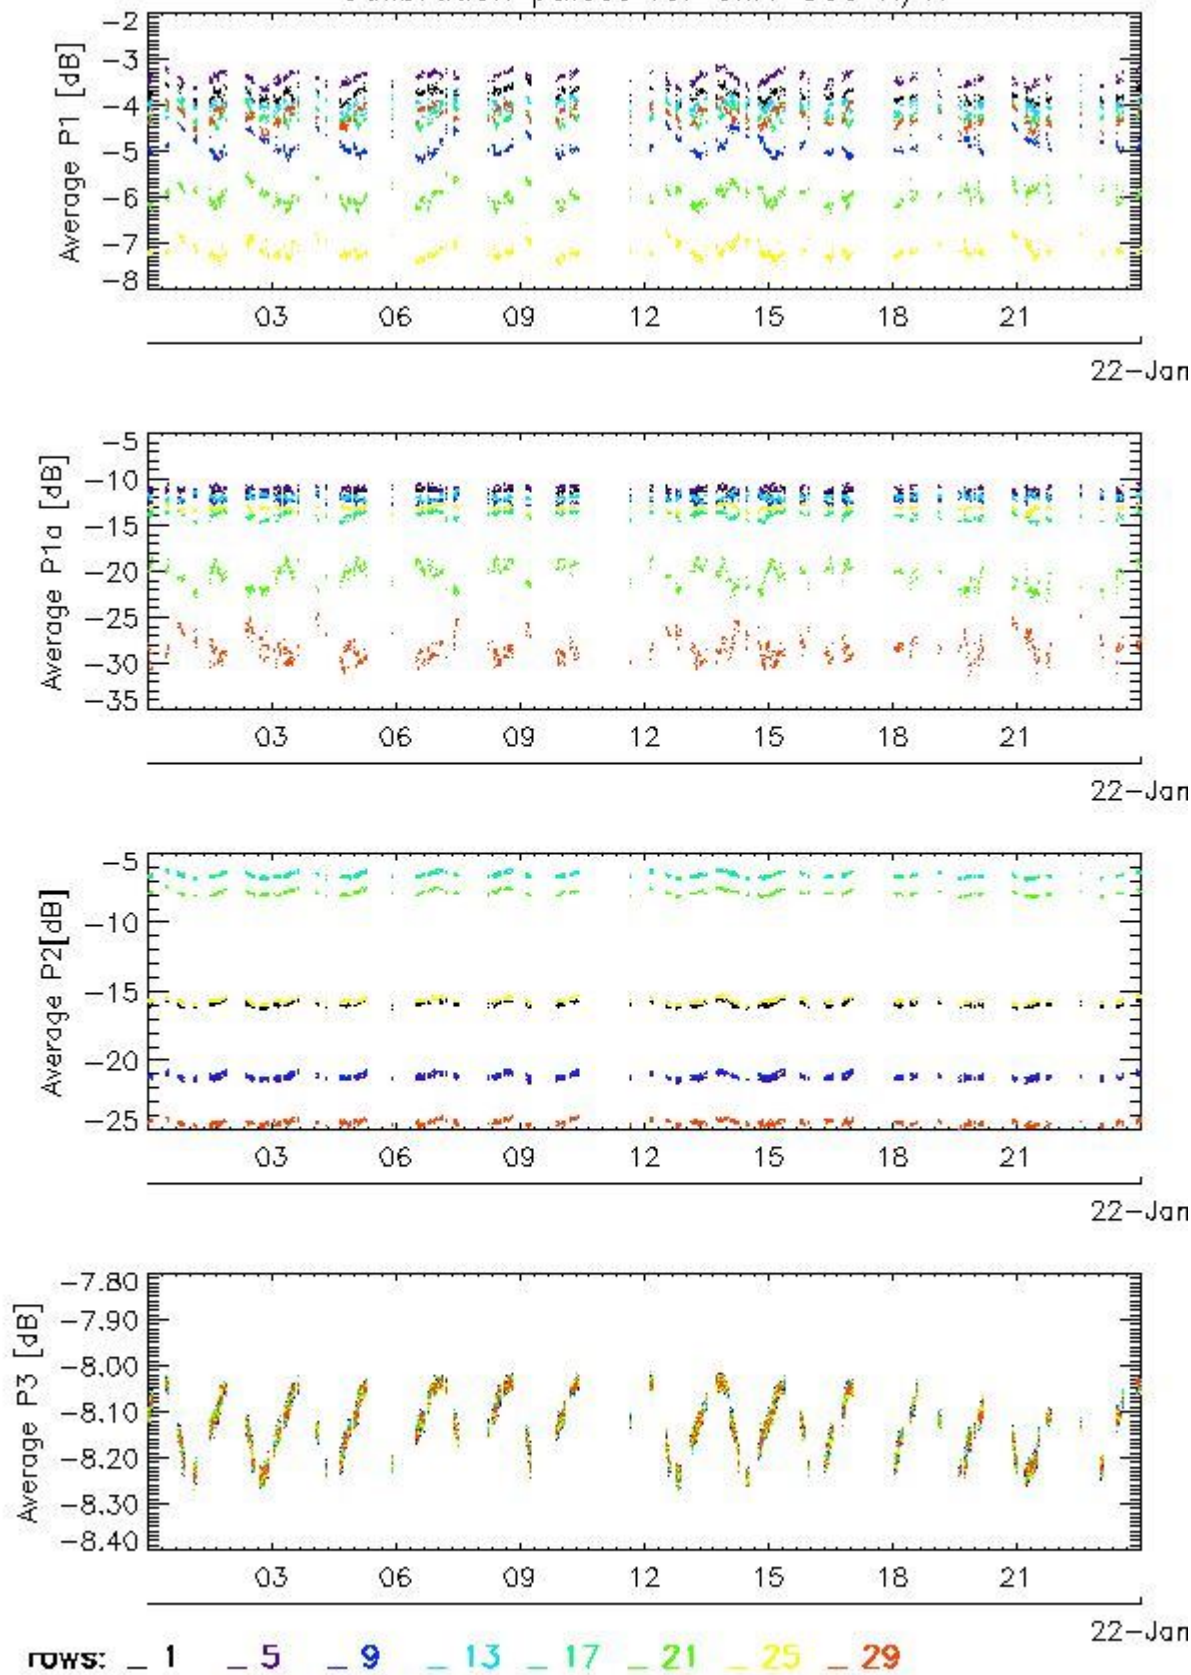 -2
-3
-4
-5
-6
-7
-8
Average P1 [dB]
03 06 09 12 15 18 21
22-Jan
-5
-10
-15
-20
-25
-30
-35
Average P1a [dB]
03 06 09 12 15 18 21
22-Jan
-5
-10
-15
-20
-25
Average P2[dB]
03 06 09 12 15 18 21
22-Jan
-7.80
-7.90
-8.00
-8.10
-8.20
-8.30
-8.40
Average P3 [dB]
03 06 09 12 15 18 21
22-Jan
rows: _ 1 _ 5 _ 9 _ 13 _ 17 _ 21 _ 25 _ 29